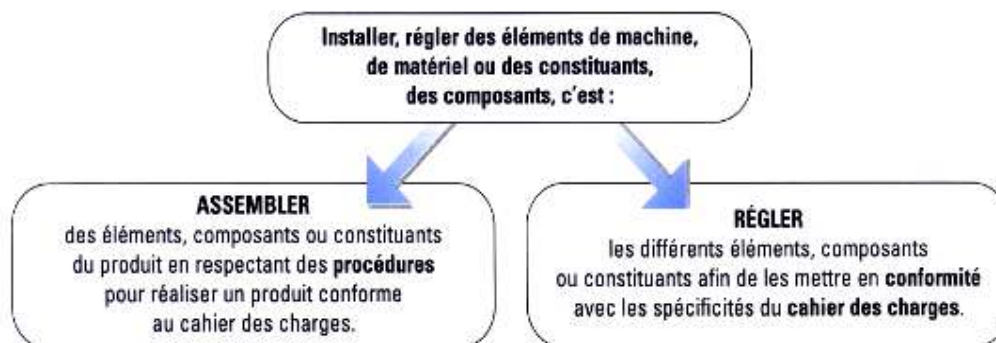 Installer, régler des éléments de machine,
de matériel ou des constituants,
des composants, c'est :
ASSEMBLER
des éléments, composants ou constituants
du produit en respectant des procédures
pour réaliser un produit conforme
au cahier des charges.
RÉGLER
les différents éléments, composants
ou constituants afin de les mettre en conformité
avec les spécificités du cahier des charges.